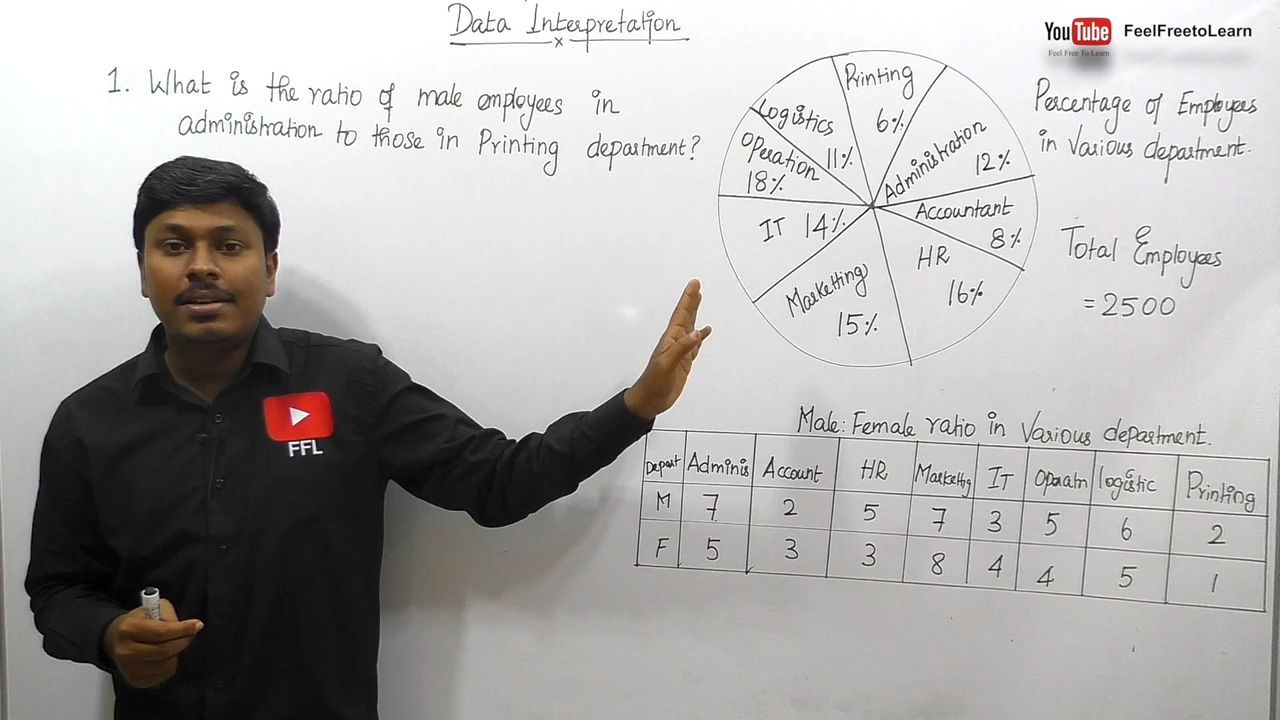 Data Interpretation
x
YouTube FeelFreetoLearn
Feel Free To Learn
1. What is the ratio of male employees in
administration to those in Printing department?
Printing
6%
Administration
12%
Accountant
8%
HR
16%
Marketting
15%
IT 14%
Operation
18%
Logistics
11%
Percentage of Employees
in Various department.
Total Employees
= 2500
FFL
Male: Female ratio in Various department.
Depart Adminis Account HR Marketting IT Operatn logistic Printing
M 7 2 5 7 3 5 6 2
F 5 3 3 8 4 4 5 1